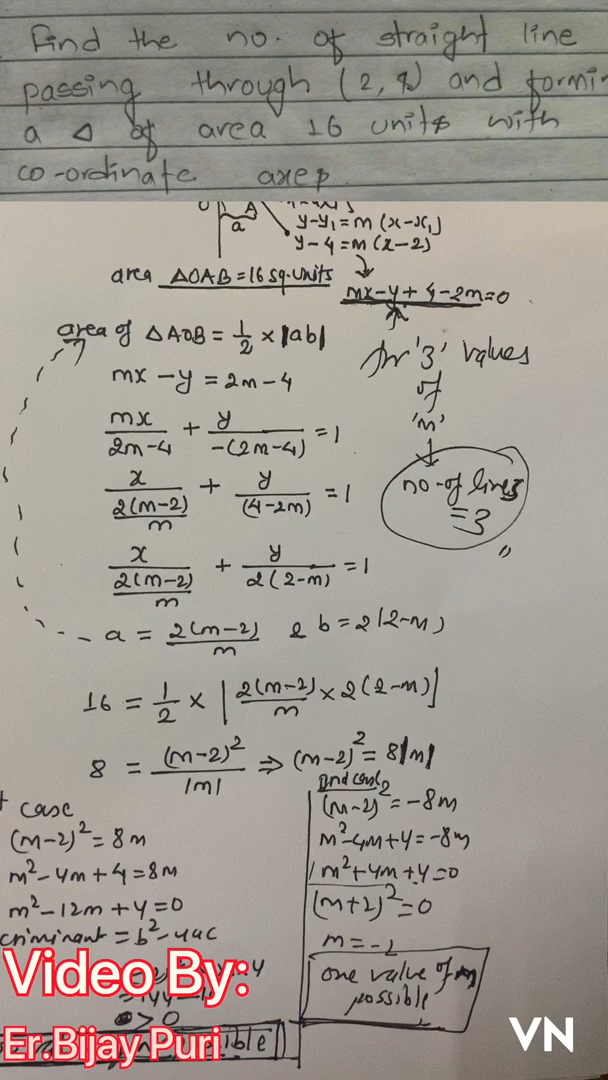 Find the no. of straight line
passing through (2,4) and formin
a Δ of area 16 units with
co-ordinate axes
a A
y-y₁=m(x-x₁)
y-4=m(x-2)
area ΔOAB=16 sq.units
mx-y+4-2m=0
area of ΔAOB=½×|ab|
for '3' values
of
'm'
no-of lines
=3
mx-y=2m-4
mx/(2m-4) + y/(-(2m-4)) =1
x/(2(m-2)/m) + y/(4-2m) =1
x/(2(m-2)/m) + y/(2(2-m)) =1
a = 2(m-2)/m & b=2(2-m)
16 = ½ × |2(m-2)/m × 2(2-m)|
8 = (m-2)²/|m| ⇒ (m-2)²=8|m|
case
(m-2)²=8m
m²-4m+4=8m
m²-12m+4=0
criminant=b²-4ac
>0
ible
IInd case
(m-2)²=-8m
m²-4m+4=-8m
m²+4m+4=0
(m+2)²=0
m=-2
one value of m
possible
Video By:
Er.Bijay Puri
VN